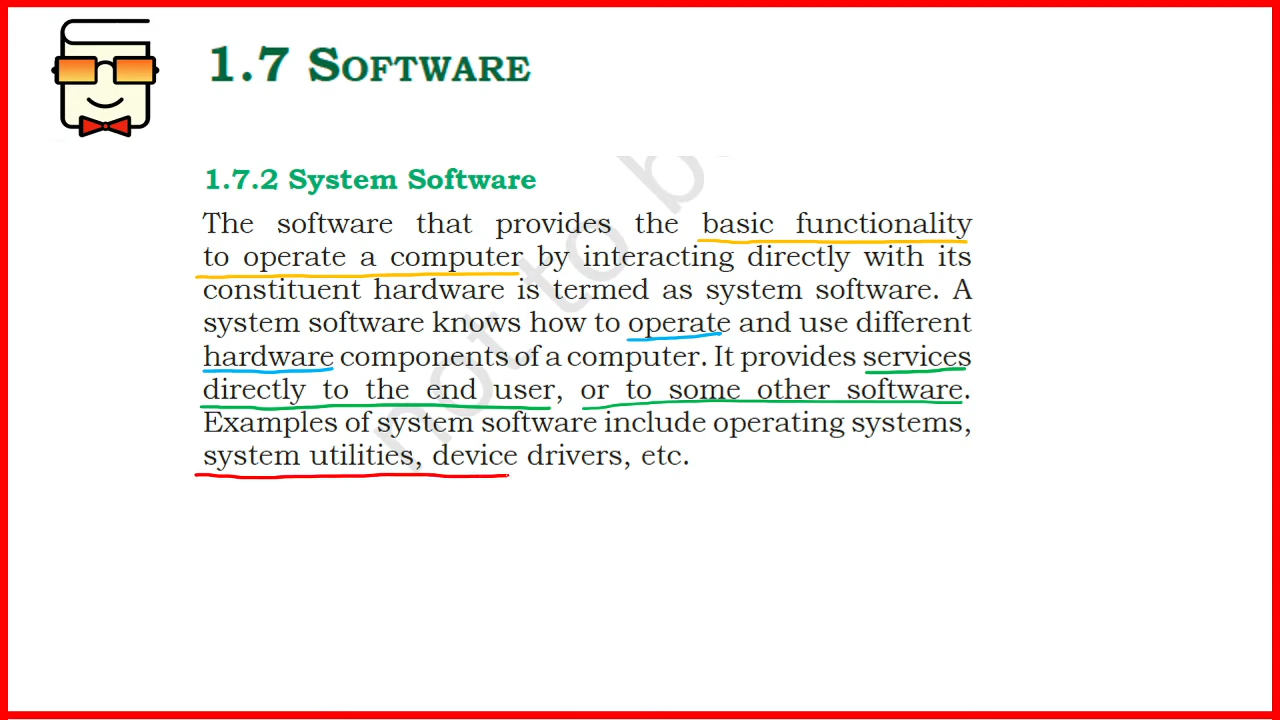 1.7 SOFTWARE
1.7.2 System Software
The software that provides the basic functionality
to operate a computer by interacting directly with its
constituent hardware is termed as system software. A
system software knows how to operate and use different
hardware components of a computer. It provides services
directly to the end user, or to some other software.
Examples of system software include operating systems,
system utilities, device drivers, etc.
not to b